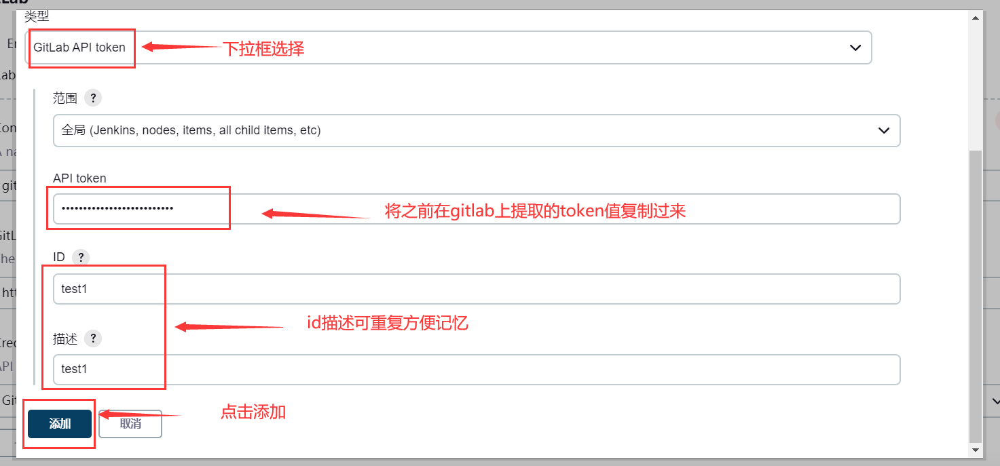 Lab
类型
GitLab API token
下拉框选择
范围 ?
全局 (Jenkins, nodes, items, all child items, etc)
API token
••••••••••••••••••••••••••
将之前在gitlab上提取的token值复制过来
ID ?
test1
id描述可重复方便记忆
描述 ?
test1
点击添加
添加
取消